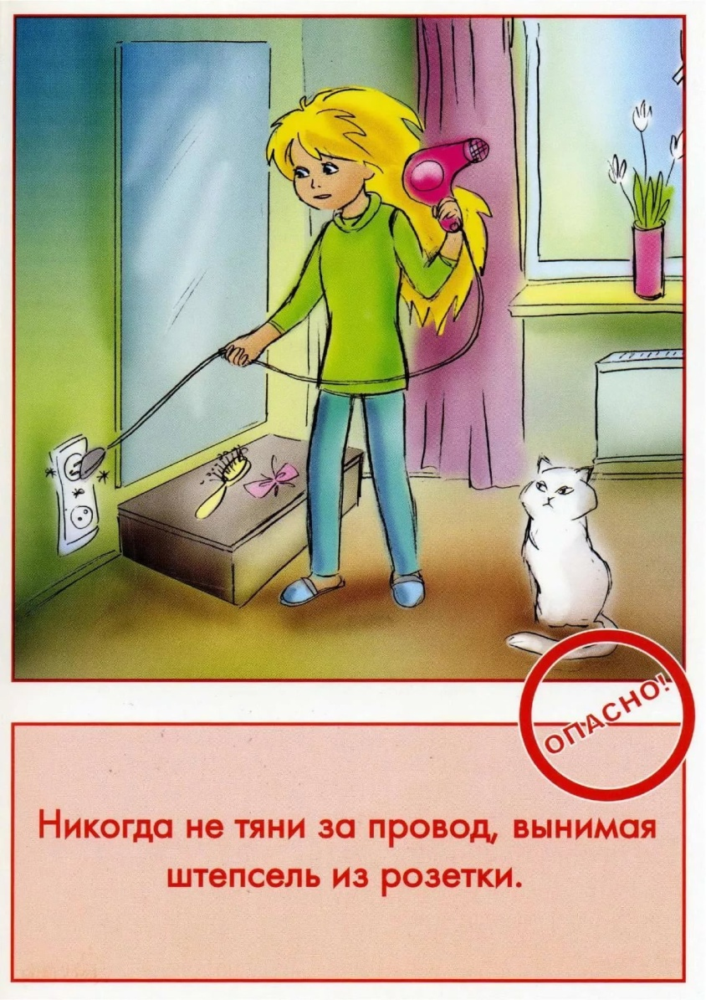 ОПАСНО!
Никогда не тяни за провод, вынимая
штепсель из розетки.